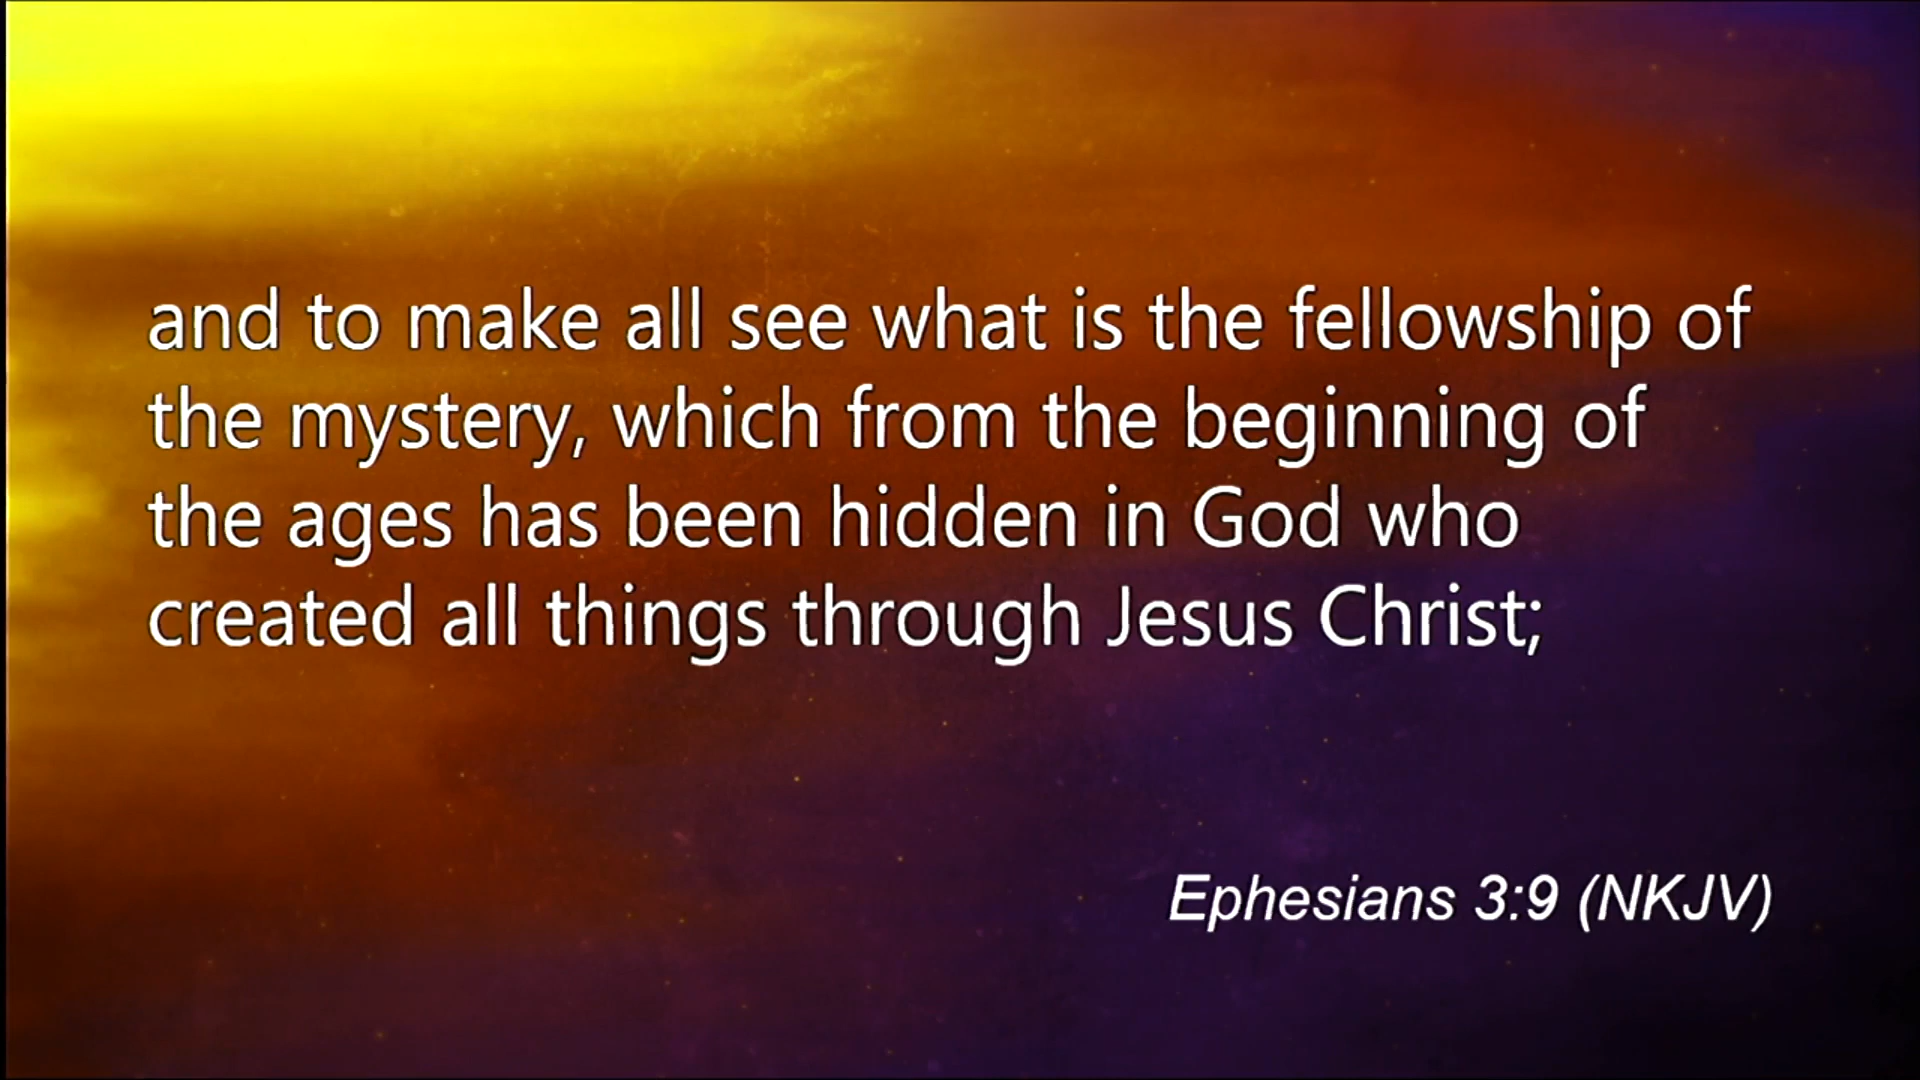 and to make all see what is the fellowship of
the mystery, which from the beginning of
the ages has been hidden in God who
created all things through Jesus Christ;
Ephesians 3:9 (NKJV)